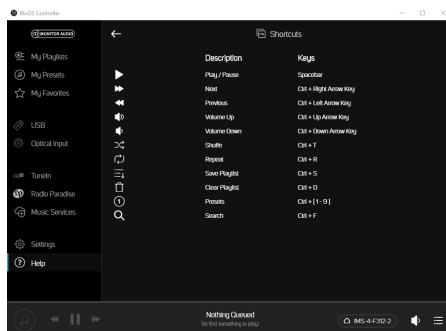 BluOS Controller
MONITOR AUDIO
Shortcuts
My Playlists
My Presets
My Favorites
USB
Optical Input
TuneIn
Radio Paradise
Music Services
Settings
Help
Description Keys
Play / Pause Spacebar
Next Ctrl + Right Arrow Key
Previous Ctrl + Left Arrow Key
Volume Up Ctrl + Up Arrow Key
Volume Down Ctrl + Down Arrow Key
Shuffle Ctrl + T
Repeat Ctrl + R
Save Playlist Ctrl + S
Clear Playlist Ctrl + D
1 Presets Ctrl + [ 1 - 9 ]
Search Ctrl + F
Nothing Queued
Go find something to play!
IMS-4-F312-2